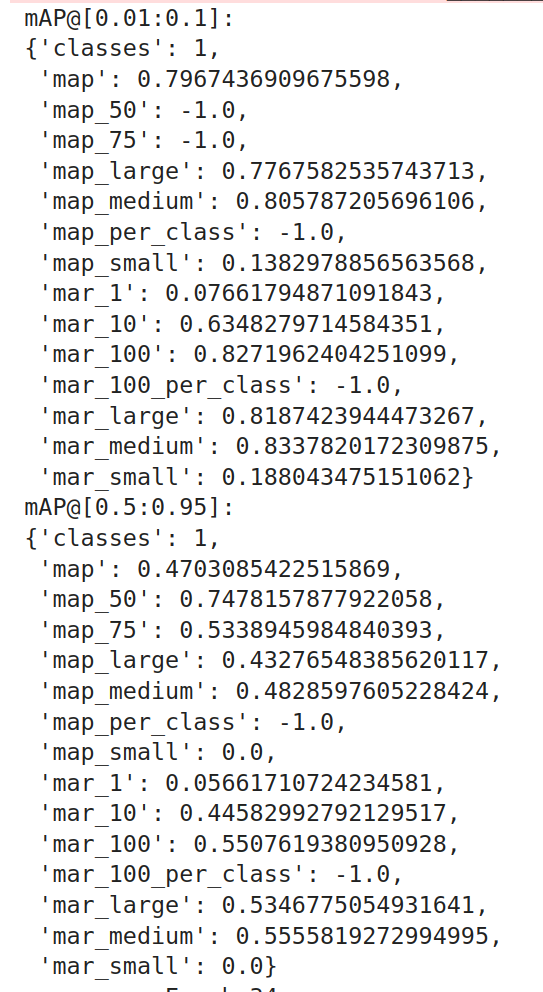 mAP@[0.01:0.1]:
{'classes': 1,
'map': 0.7967436909675598,
'map_50': -1.0,
'map_75': -1.0,
'map_large': 0.7767582535743713,
'map_medium': 0.805787205696106,
'map_per_class': -1.0,
'map_small': 0.1382978856563568,
'mar_1': 0.07661794871091843,
'mar_10': 0.6348279714584351,
'mar_100': 0.8271962404251099,
'mar_100_per_class': -1.0,
'mar_large': 0.8187423944473267,
'mar_medium': 0.8337820172309875,
'mar_small': 0.188043475151062}
mAP@[0.5:0.95]:
{'classes': 1,
'map': 0.4703085422515869,
'map_50': 0.7478157877922058,
'map_75': 0.5338945984840393,
'map_large': 0.43276548385620117,
'map_medium': 0.4828597605228424,
'map_per_class': -1.0,
'map_small': 0.0,
'mar_1': 0.05661710724234581,
'mar_10': 0.44582992792129517,
'mar_100': 0.5507619380950928,
'mar_100_per_class': -1.0,
'mar_large': 0.5346775054931641,
'mar_medium': 0.5555819272994995,
'mar_small': 0.0}